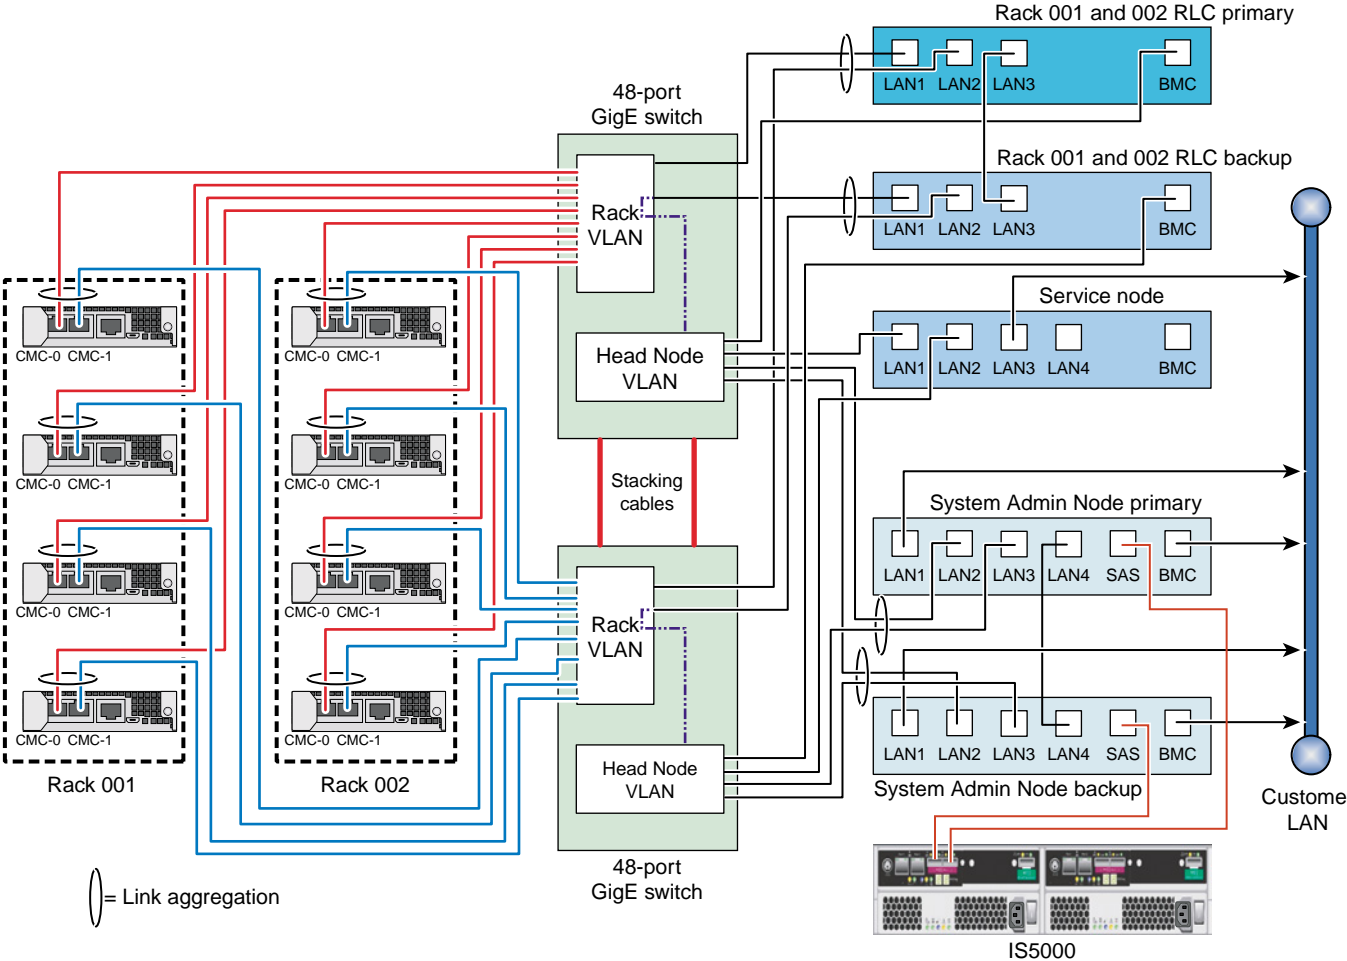 Rack 001 and 002 RLC primary
LAN1 LAN2 LAN3 BMC
48-port
GigE switch
Rack 001 and 002 RLC backup
LAN1 LAN2 LAN3 BMC
Rack
VLAN
Service node
LAN1 LAN2 LAN3 LAN4 BMC
Head Node
VLAN
CMC-0 CMC-1
CMC-0 CMC-1
CMC-0 CMC-1
CMC-0 CMC-1
Stacking
cables
System Admin Node primary
LAN1 LAN2 LAN3 LAN4 SAS BMC
CMC-0 CMC-1
CMC-0 CMC-1
Rack
VLAN
CMC-0 CMC-1
CMC-0 CMC-1
LAN1 LAN2 LAN3 LAN4 SAS BMC
Rack 001
Rack 002
Head Node
VLAN
System Admin Node backup
Custome
LAN
48-port
GigE switch
= Link aggregation
IS5000